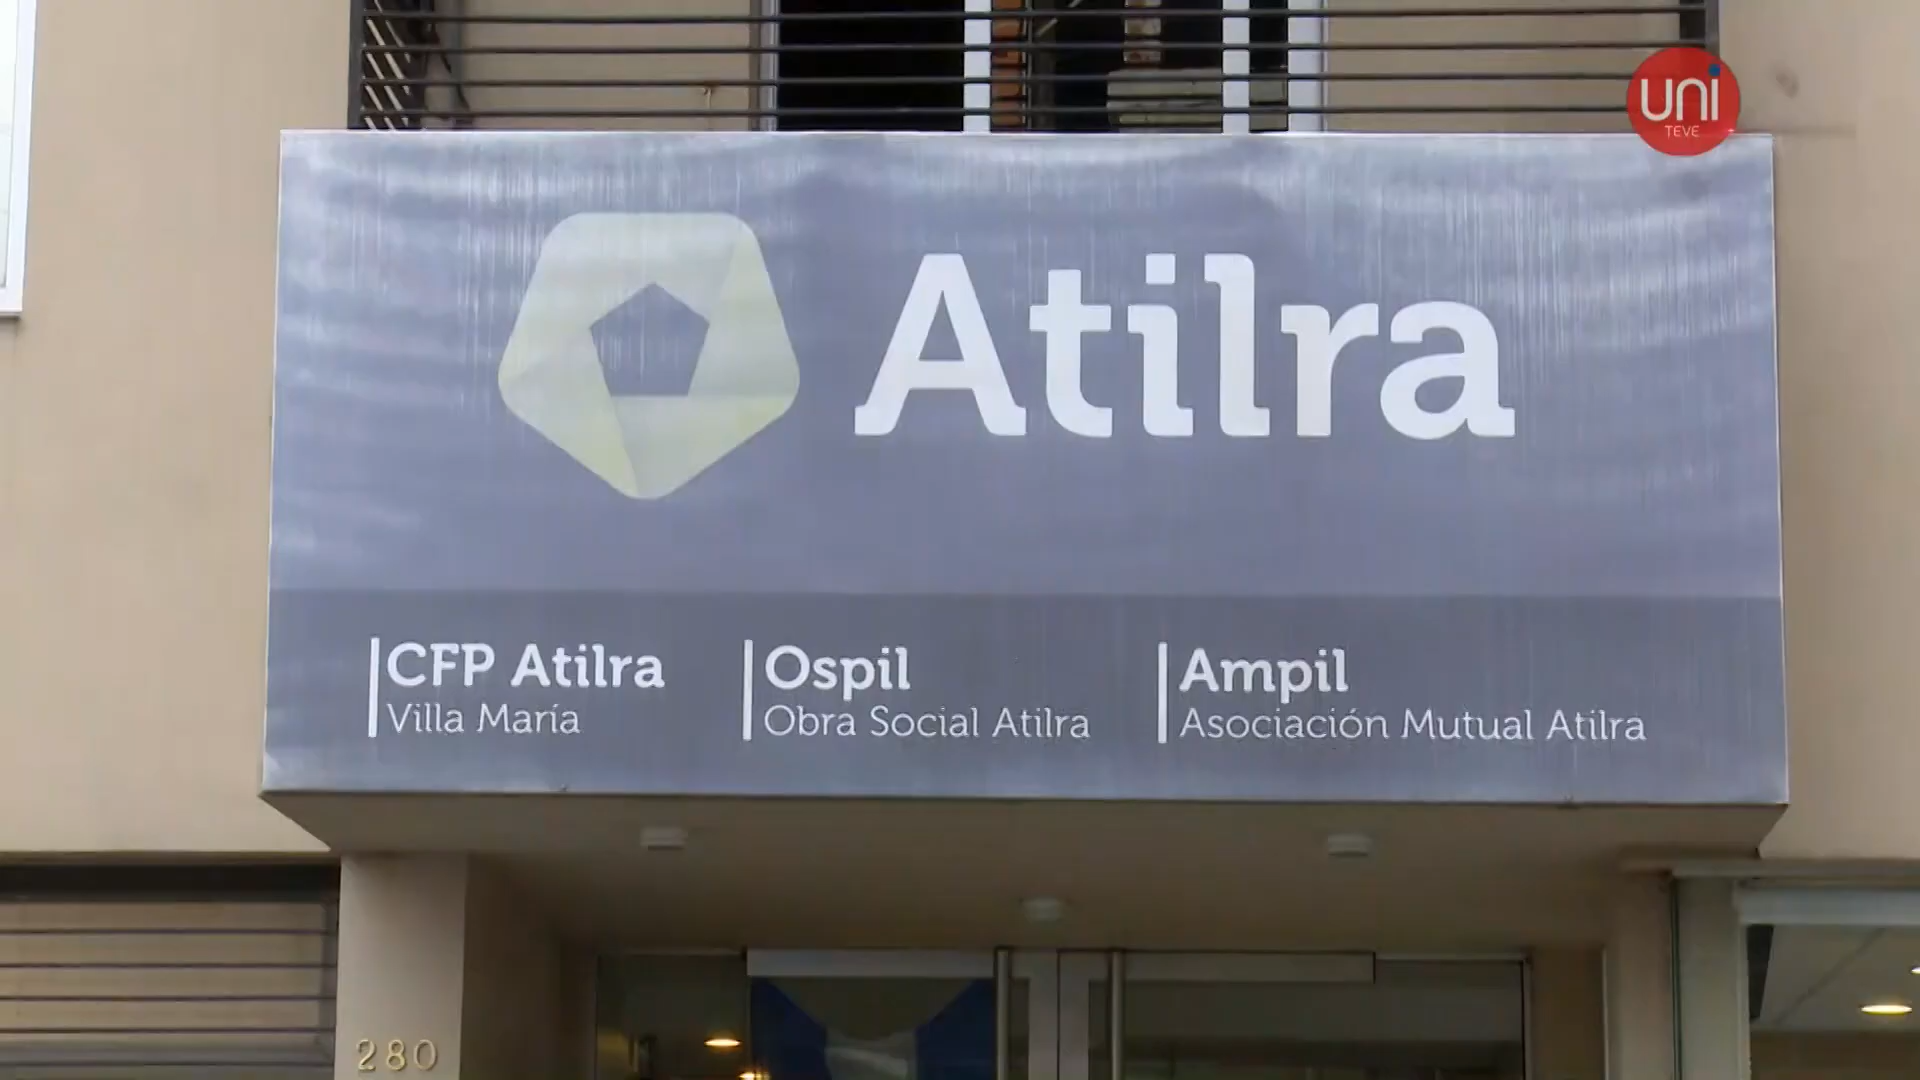 uni
TEVE
Atilra
CFP Atilra
Villa María
Ospil
Obra Social Atilra
Ampil
Asociación Mutual Atilra
280